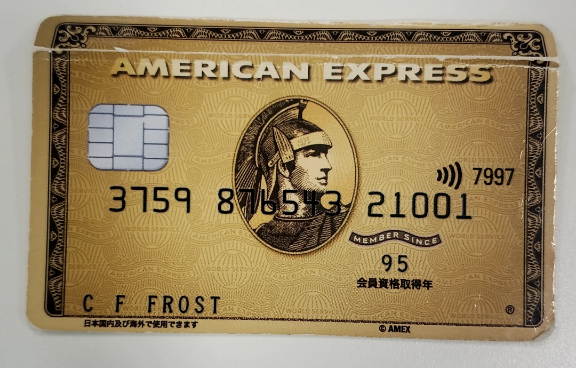 AMERICAN EXPRESS
7997
3759 876543 21001
MEMBER SINCE
95
会員資格取得年
C F FROST
®
日本国内及び海外で使用できます
© AMEX